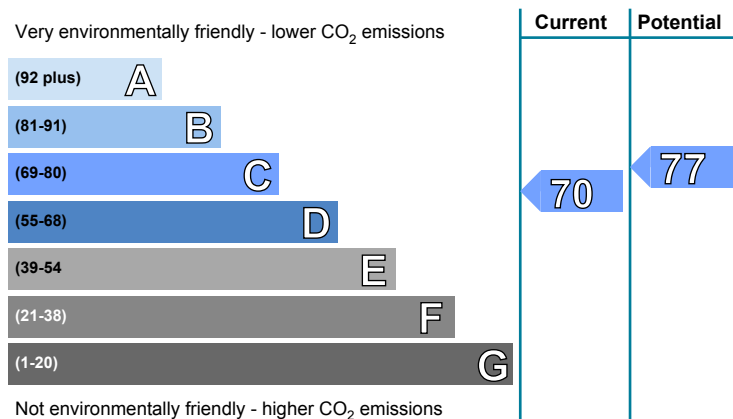 Very environmentally friendly - lower CO2 emissions
Current
Potential
(92 plus) A
(81-91) B
(69-80) C
(55-68) D
(39-54 E
(21-38) F
(1-20) G
70
77
Not environmentally friendly - higher CO2 emissions